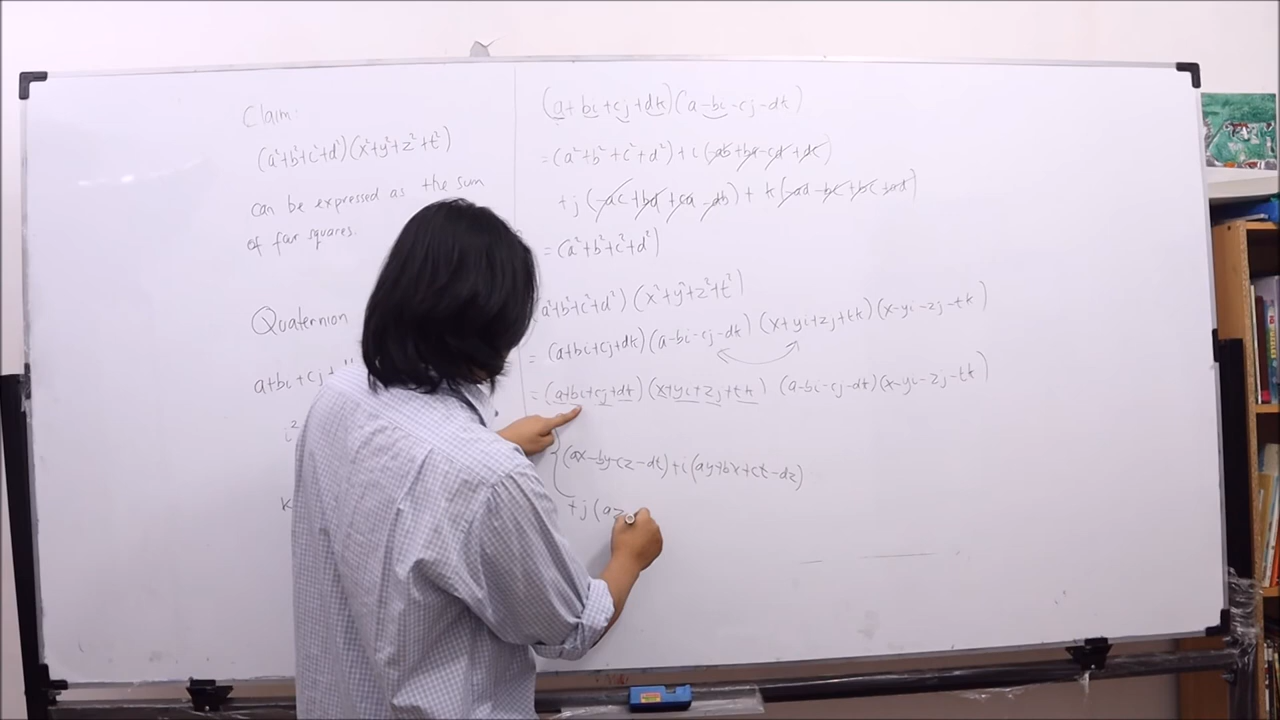 Claim:
(a²+b²+c²+d²)(x²+y²+z²+t²)
can be expressed as the sum
of four squares.
Quaternion
a+bi+cj+
i²
k
(a+bi+cj+dk)(a-bi-cj-dk)
=(a²+b²+c²+d²)+i(-ab+ba-cd+dc)
+j(-ac+bd+ca-db)+k(-ad-bc+bc+ad)
=(a²+b²+c²+d²)
(a²+b²+c²+d²)(x²+y²+z²+t²)
=(a+bi+cj+dk)(a-bi-cj-dk)(x+yi+zj+tk)(x-yi-zj-tk)
=(a+bi+cj+dk)(x+yi+zj+tk)(a-bi-cj-dk)(x-yi-zj-tk)
(ax-by-cz-dt)+i(ay+bx+ct-dz)
+j(az